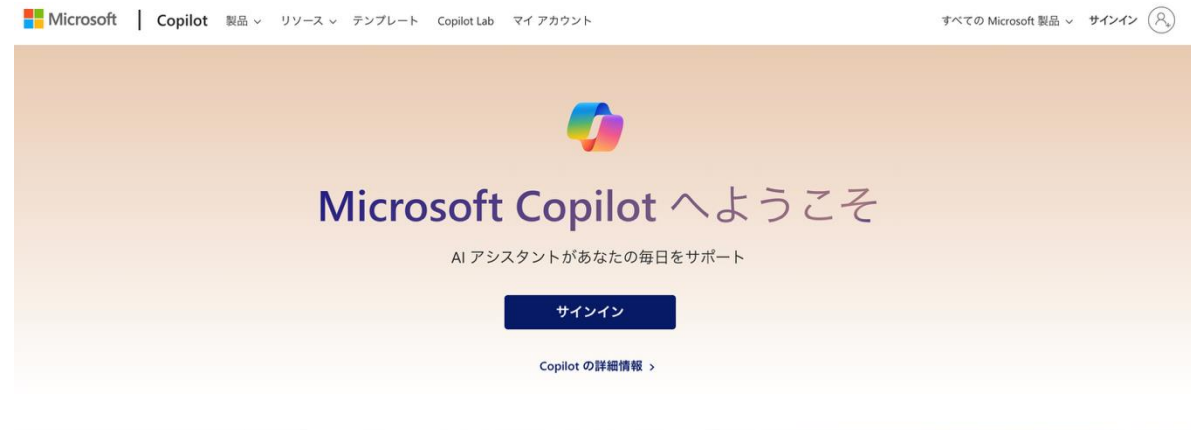 Microsoft | Copilot 製品 リソース テンプレート Copilot Lab マイ アカウント すべての Microsoft 製品 サインイン
Microsoft Copilot へようこそ
AI アシスタントがあなたの毎日をサポート
サインイン
Copilot の詳細情報 >